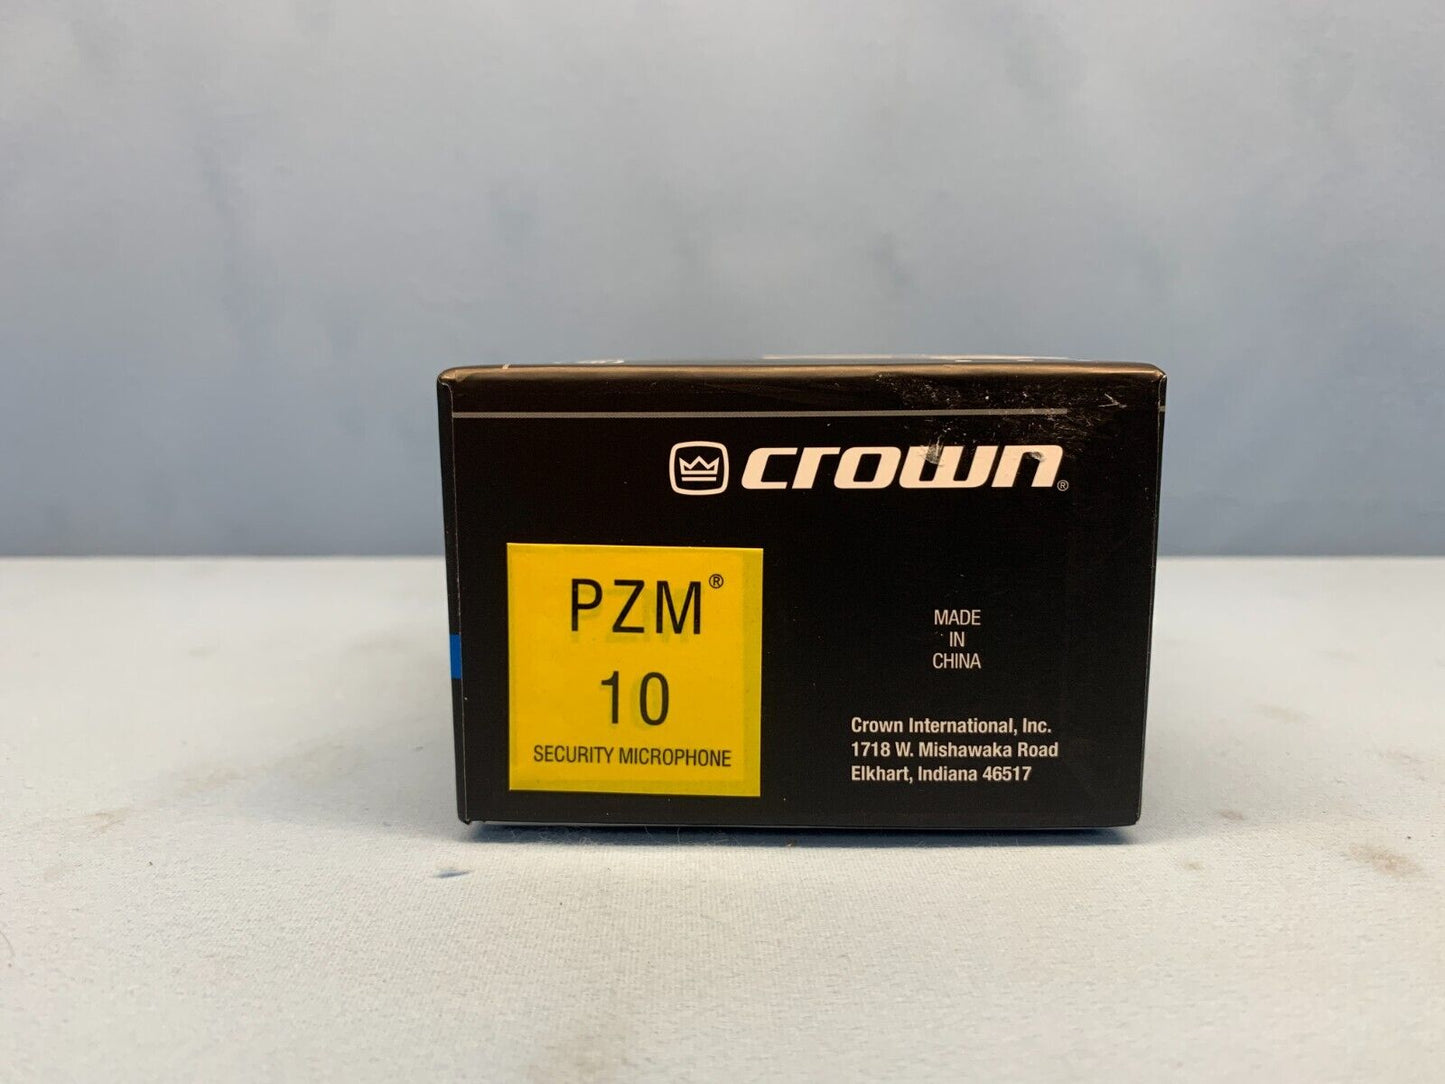 crown®
PZM®
10
SECURITY MICROPHONE
MADE
IN
CHINA
Crown International, Inc.
1718 W. Mishawaka Road
Elkhart, Indiana 46517